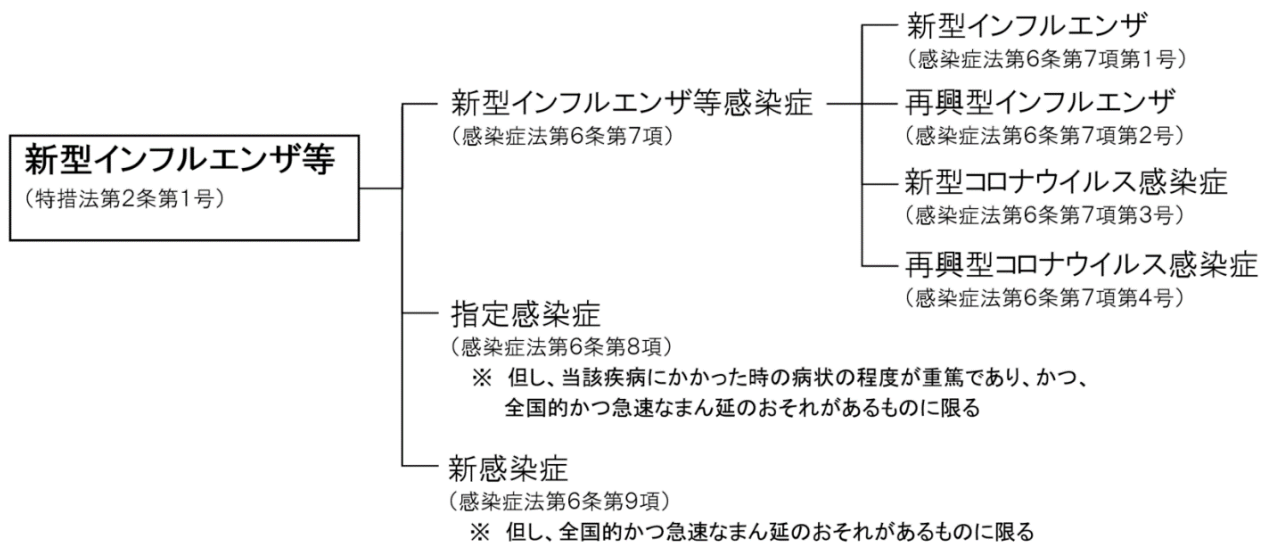 新型インフルエンザ等
（特措法第2条第1号）
新型インフルエンザ等感染症
（感染症法第6条第7項）
新型インフルエンザ
（感染症法第6条第7項第1号）
再興型インフルエンザ
（感染症法第6条第7項第2号）
新型コロナウイルス感染症
（感染症法第6条第7項第3号）
再興型コロナウイルス感染症
（感染症法第6条第7項第4号）
指定感染症
（感染症法第6条第8項）
※ 但し、当該疾病にかかった時の病状の程度が重篤であり、かつ、
全国的かつ急速なまん延のおそれがあるものに限る
新感染症
（感染症法第6条第9項）
※ 但し、全国的かつ急速なまん延のおそれがあるものに限る